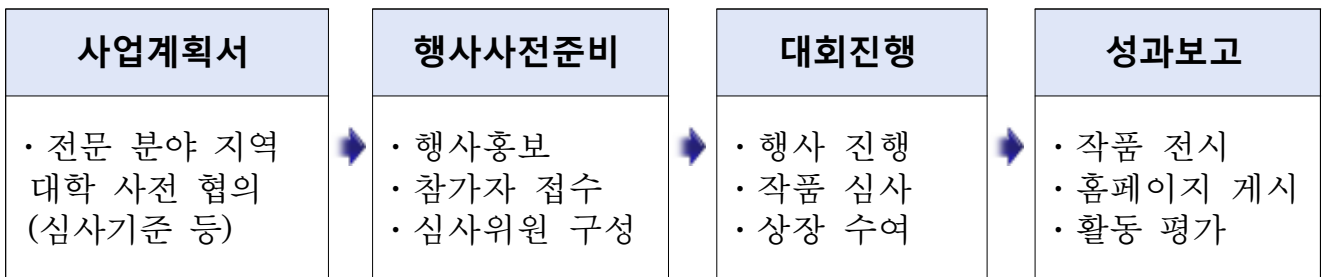 사업계획서
· 전문 분야 지역
대학 사전 협의
(심사기준 등)
행사사전준비
· 행사홍보
· 참가자 접수
· 심사위원 구성
대회진행
· 행사 진행
· 작품 심사
· 상장 수여
성과보고
· 작품 전시
· 홈페이지 게시
· 활동 평가